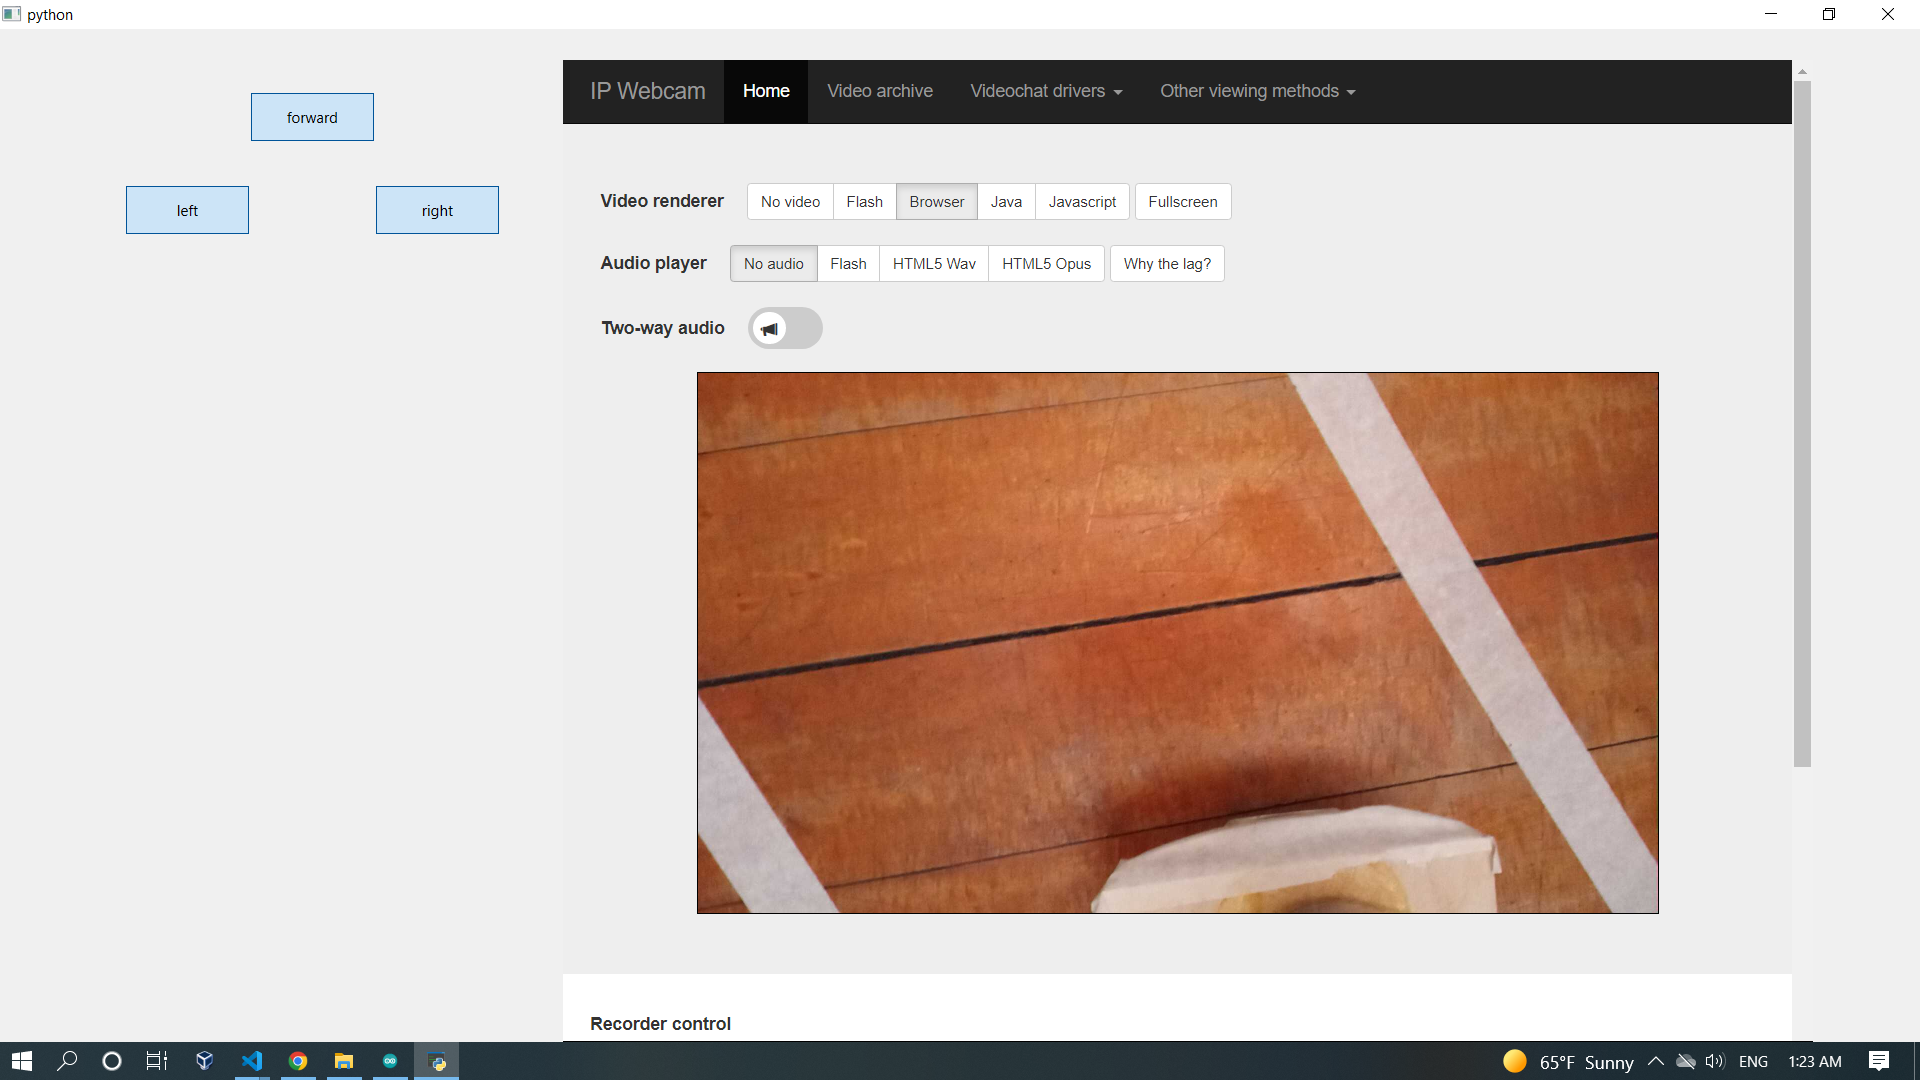 python
forward
left
right
IP Webcam Home Video archive Videochat drivers Other viewing methods
Video renderer No video Flash Browser Java Javascript Fullscreen
Audio player No audio Flash HTML5 Wav HTML5 Opus Why the lag?
Two-way audio
Recorder control
65°F Sunny ENG 1:23 AM